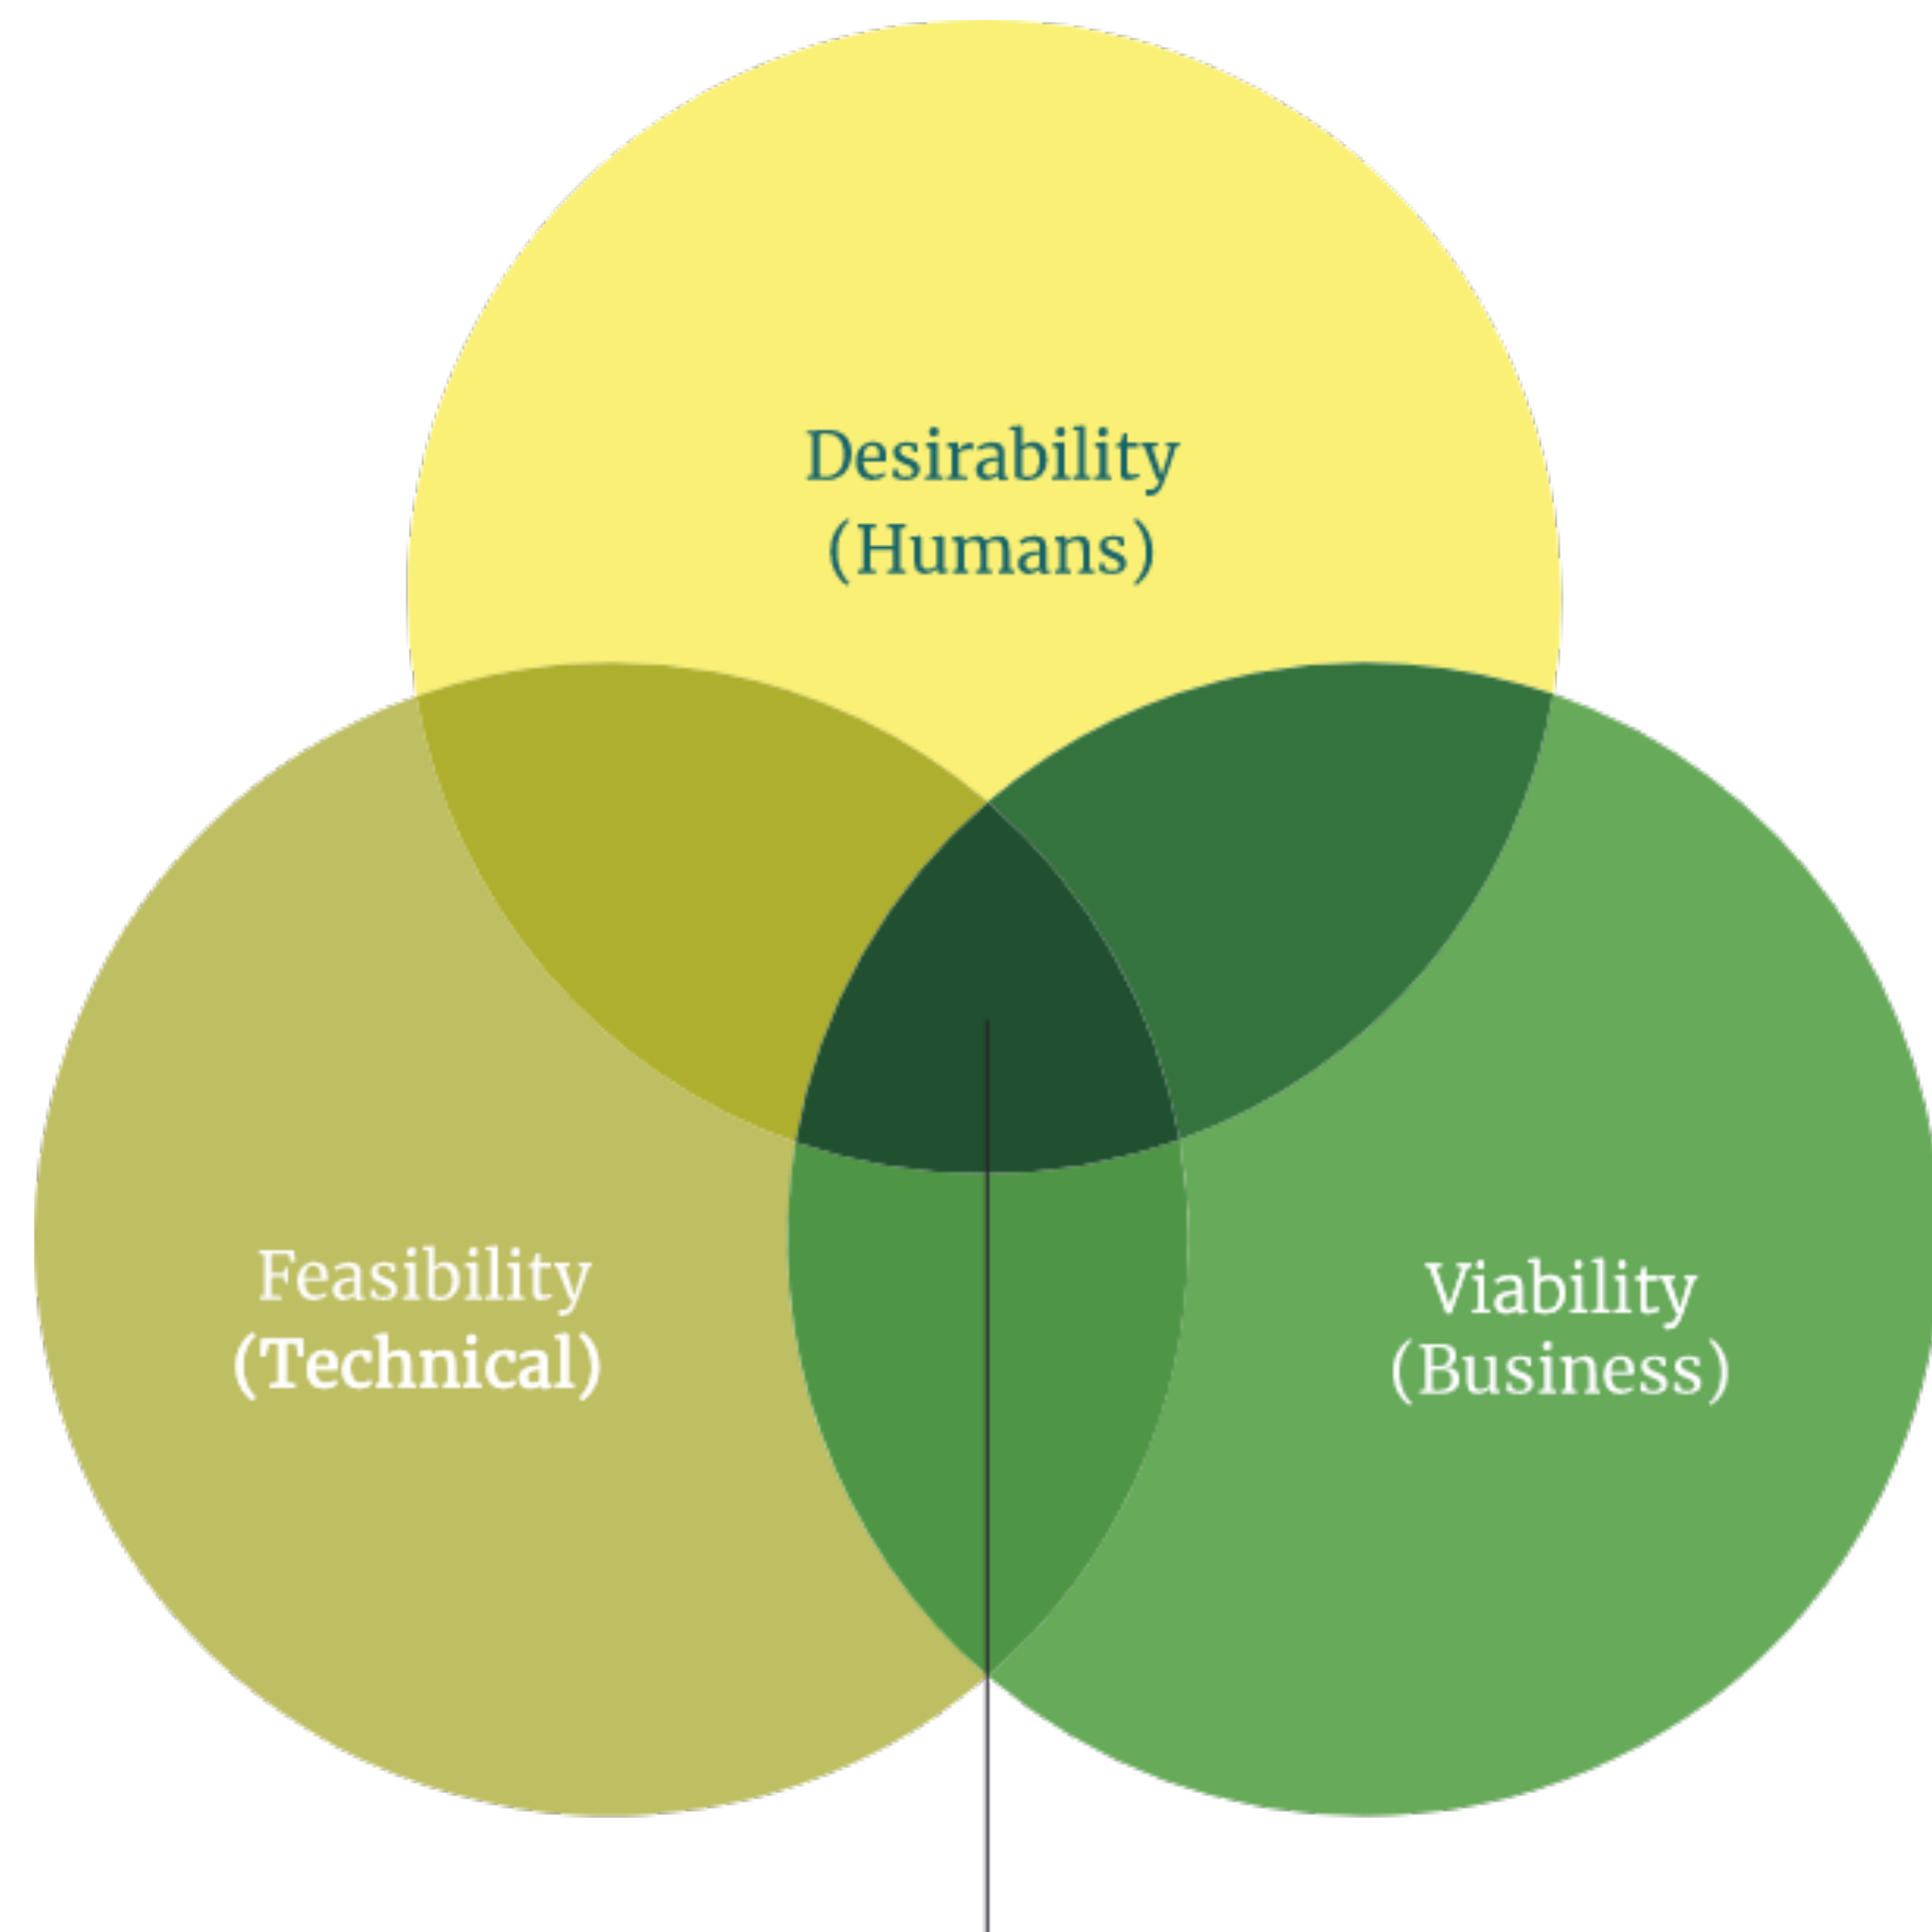 Desirability
(Humans)
Feasibility
(Technical)
Viability
(Business)